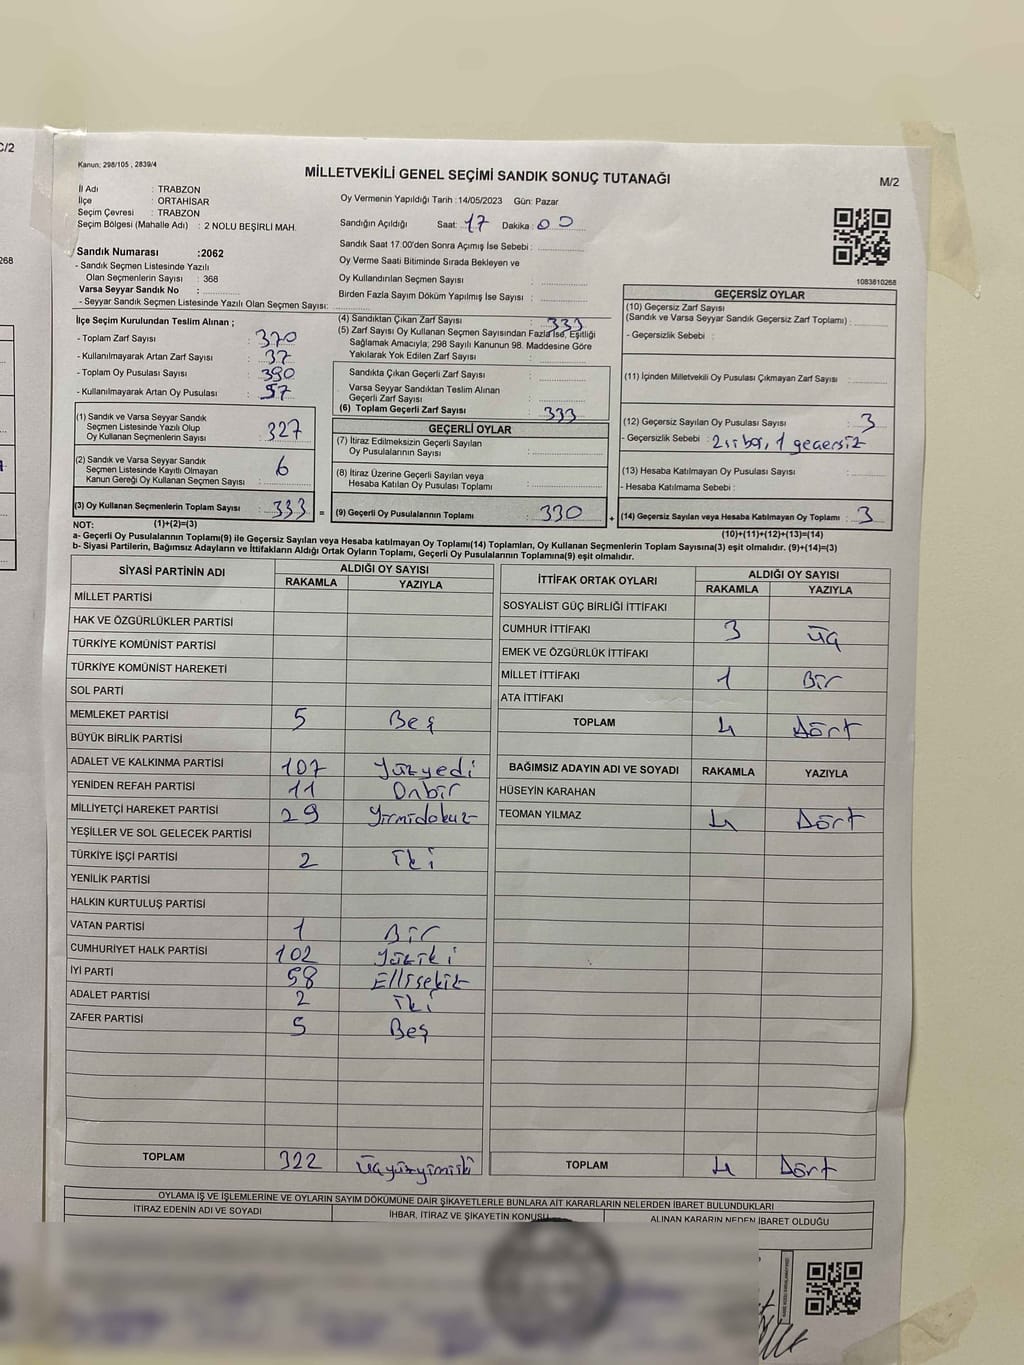 C/2
268
Kanun; 298/105 , 2839/4
MİLLETVEKİLİ GENEL SEÇİMİ SANDIK SONUÇ TUTANAĞI
M/2
İl Adı : TRABZON
İlçe : ORTAHİSAR
Seçim Çevresi : TRABZON
Seçim Bölgesi (Mahalle Adı) : 2 NOLU BEŞİRLİ MAH.
Oy Vermenin Yapıldığı Tarih :14/05/2023 Gün: Pazar
Sandığın Açıldığı Saat: 17 Dakika : 00
Sandık Saat 17.00'den Sonra Açımış İse Sebebi :
Oy Verme Saati Bitiminde Sırada Bekleyen ve
Oy Kullandırılan Seçmen Sayısı :
Birden Fazla Sayım Döküm Yapılmış İse Sayısı :
1083610268
Sandık Numarası :2062
- Sandık Seçmen Listesinde Yazılı
Olan Seçmenlerin Sayısı : 368
Varsa Seyyar Sandık No :
- Seyyar Sandık Seçmen Listesinde Yazılı Olan Seçmen Sayısı:
İlçe Seçim Kurulundan Teslim Alınan ;
- Toplam Zarf Sayısı : 370
- Kullanılmayarak Artan Zarf Sayısı : 37
- Toplam Oy Pusulası Sayısı : 390
- Kullanılmayarak Artan Oy Pusulası : 57
(1) Sandık ve Varsa Seyyar Sandık
Seçmen Listesinde Yazılı Olup
Oy Kullanan Seçmenlerin Sayısı : 327
(2) Sandık ve Varsa Seyyar Sandık
Seçmen Listesinde Kayıtlı Olmayan
Kanun Gereği Oy Kullanan Seçmen Sayısı : 6
(3) Oy Kullanan Seçmenlerin Toplam Sayısı : 333 =
(1)+(2)=(3)
(4) Sandıktan Çıkan Zarf Sayısı : 333
(5) Zarf Sayısı Oy Kullanan Seçmen Sayısından Fazla İse, Eşitliği
Sağlamak Amacıyla; 298 Sayılı Kanunun 98. Maddesine Göre
Yakılarak Yok Edilen Zarf Sayısı :
Sandıkta Çıkan Geçerli Zarf Sayısı :
Varsa Seyyar Sandıktan Teslim Alınan
Geçerli Zarf Sayısı :
(6) Toplam Geçerli Zarf Sayısı : 333
GEÇERLİ OYLAR
(7) İtiraz Edilmeksizin Geçerli Sayılan
Oy Pusulalarının Sayısı :
(8) İtiraz Üzerine Geçerli Sayılan veya
Hesaba Katılan Oy Pusulası Toplamı :
(9) Geçerli Oy Pusulalarının Toplamı : 330 +
GEÇERSİZ OYLAR
(10) Geçersiz Zarf Sayısı
(Sandık ve Varsa Seyyar Sandık Geçersiz Zarf Toplamı) :
- Geçersizlik Sebebi :
(11) İçinden Milletvekili Oy Pusulası Çıkmayan Zarf Sayısı :
(12) Geçersiz Sayılan Oy Pusulası Sayısı : 3
- Geçersizlik Sebebi : 1 geçersiz
(13) Hesaba Katılmayan Oy Pusulası Sayısı :
- Hesaba Katılmama Sebebi :
(14) Geçersiz Sayılan veya Hesaba Katılmayan Oy Toplamı : 3
(10)+(11)+(12)+(13)=(14)
NOT:
a- Geçerli Oy Pusulalarının Toplamı(9) ile Geçersiz Sayılan veya Hesaba katılmayan Oy Toplamı(14) Toplamları, Oy Kullanan Seçmenlerin Toplam Sayısına(3) eşit olmalıdır. (9)+(14)=(3)
b- Siyasi Partilerin, Bağımsız Adayların ve İttifakların Aldığı Ortak Oyların Toplamı, Geçerli Oy Pusulalarının Toplamına(9) eşit olmalıdır.
SİYASİ PARTİNİN ADI ALDIĞI OY SAYISI
RAKAMLA YAZIYLA
MİLLET PARTİSİ
HAK VE ÖZGÜRLÜKLER PARTİSİ
TÜRKİYE KOMÜNİST PARTİSİ
TÜRKİYE KOMÜNİST HAREKETİ
SOL PARTİ
MEMLEKET PARTİSİ 5 Beş
BÜYÜK BİRLİK PARTİSİ
ADALET VE KALKINMA PARTİSİ 107 Yüzyedi
YENİDEN REFAH PARTİSİ 11 Onbir
MİLLİYETÇİ HAREKET PARTİSİ 29 Yirmidokuz
YEŞİLLER VE SOL GELECEK PARTİSİ
TÜRKİYE İŞÇİ PARTİSİ 2 İki
YENİLİK PARTİSİ
HALKIN KURTULUŞ PARTİSİ
VATAN PARTİSİ 1 Bir
CUMHURİYET HALK PARTİSİ 102 Yüziki
İYİ PARTİ 58 Ellisekiz
ADALET PARTİSİ 2 İki
ZAFER PARTİSİ 5 Beş
TOPLAM 322 Üçyüzyirmiiki
İTTİFAK ORTAK OYLARI ALDIĞI OY SAYISI
RAKAMLA YAZIYLA
SOSYALİST GÜÇ BİRLİĞİ İTTİFAKI
CUMHUR İTTİFAKI 3 Üç
EMEK VE ÖZGÜRLÜK İTTİFAKI
MİLLET İTTİFAKI 1 Bir
ATA İTTİFAKI
TOPLAM 4 Dört
BAĞIMSIZ ADAYIN ADI VE SOYADI RAKAMLA YAZIYLA
HÜSEYİN KARAHAN
TEOMAN YILMAZ 4 Dört
TOPLAM 4 Dört
OYLAMA İŞ VE İŞLEMLERİNE VE OYLARIN SAYIM DÖKÜMÜNE DAİR ŞİKAYETLERLE BUNLARA AİT KARARLARIN NELERDEN İBARET BULUNDUKLARI
İTİRAZ EDENİN ADI VE SOYADI İHBAR, İTİRAZ VE ŞİKAYETİN KONUSU ALINAN KARARIN NEDEN İBARET OLDUĞU